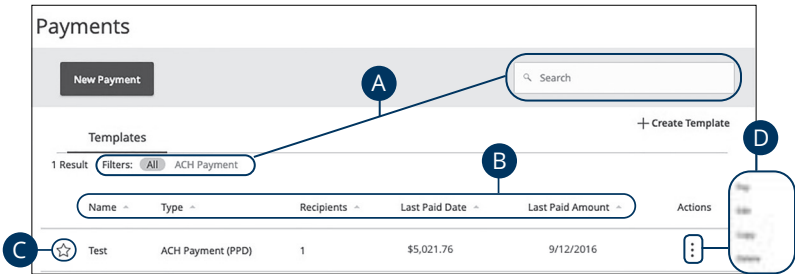 Payments
New Payment
Search
A
Create Template
Templates
D
1 Result Filters: All ACH Payment
B
Name Type Recipients Last Paid Date Last Paid Amount Actions
C
Test ACH Payment (PPD) 1 $5,021.76 9/12/2016